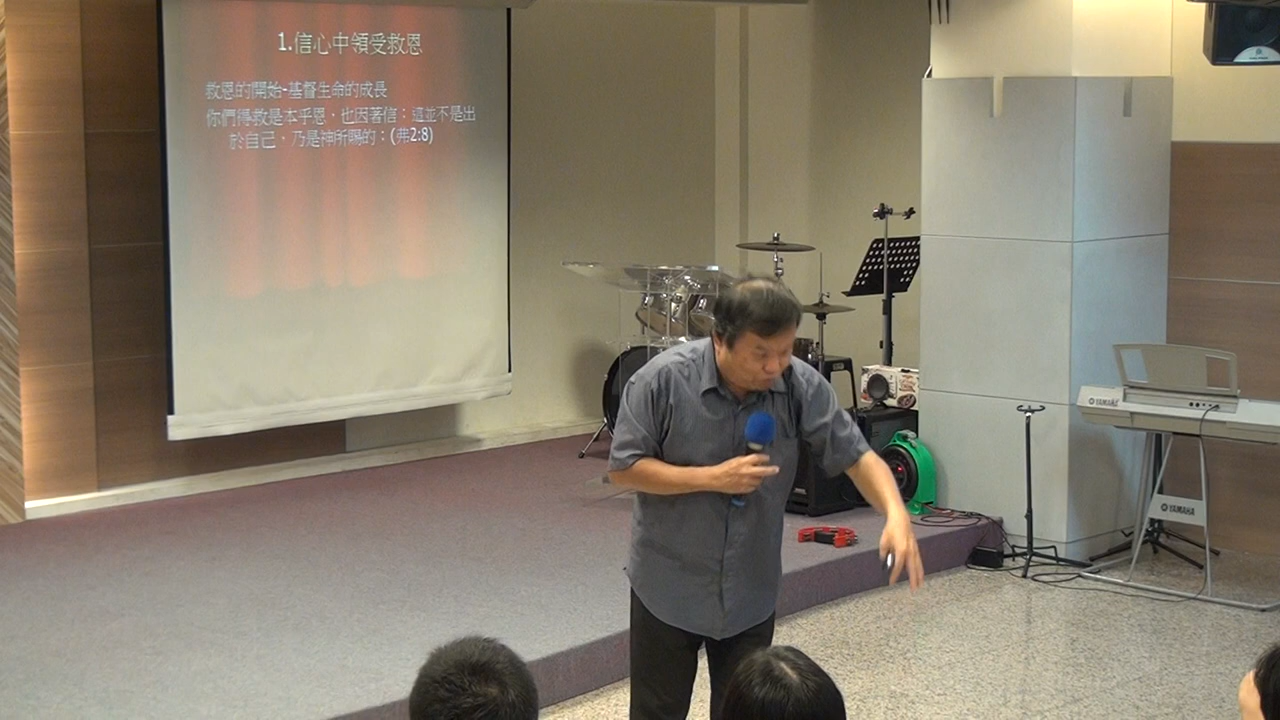 1.信心中領受救恩
救恩的開始-基督生命的成長
你們得救是本乎恩，也因著信；這並不是出
於自己，乃是神所賜的；(弗2:8)
YAMAHA
YAMAHA